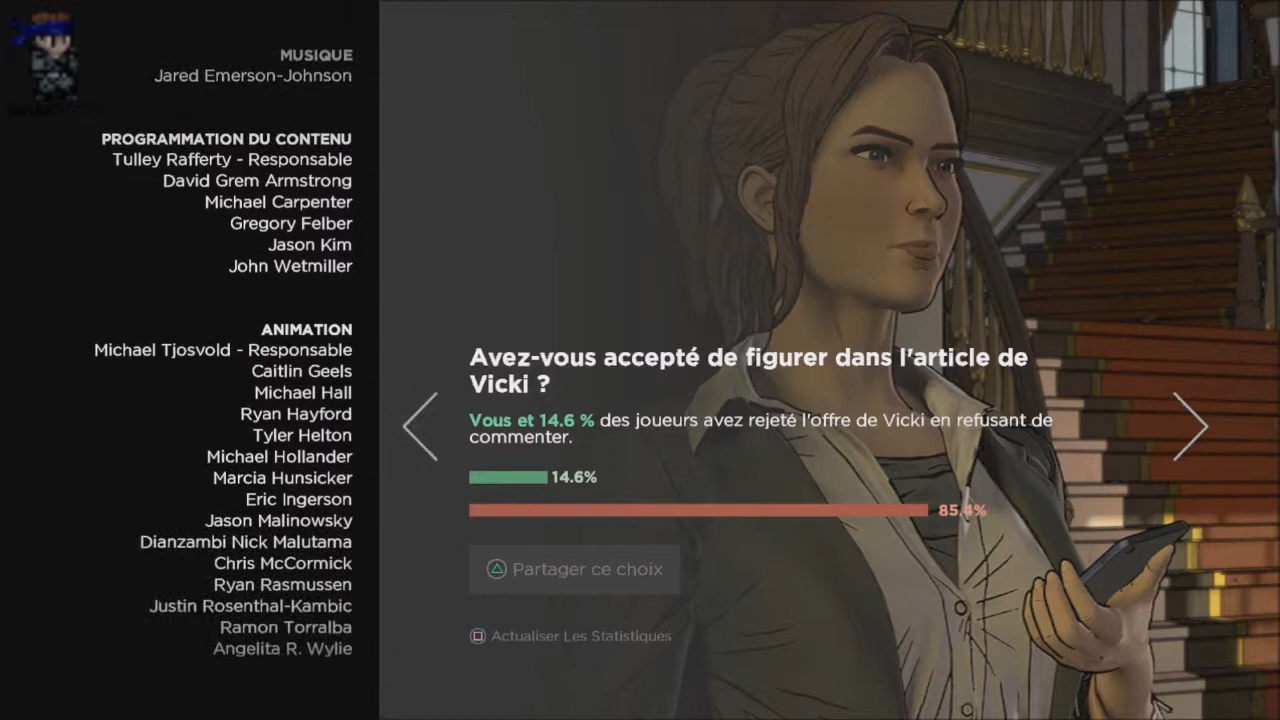 MUSIQUE
Jared Emerson-Johnson
PROGRAMMATION DU CONTENU
Tulley Rafferty - Responsable
David Grem Armstrong
Michael Carpenter
Gregory Felber
Jason Kim
John Wetmiller
ANIMATION
Michael Tjosvold - Responsable
Caitlin Geels
Michael Hall
Ryan Hayford
Tyler Helton
Michael Hollander
Marcia Hunsicker
Eric Ingerson
Jason Malinowsky
Dianzambi Nick Malutama
Chris McCormick
Ryan Rasmussen
Justin Rosenthal-Kambic
Ramon Torralba
Angelita R. Wylie
Avez-vous accepté de figurer dans l'article de
Vicki ?
Vous et 14.6 % des joueurs avez rejeté l'offre de Vicki en refusant de
commenter.
14.6%
85.4%
Partager ce choix
Actualiser Les Statistiques